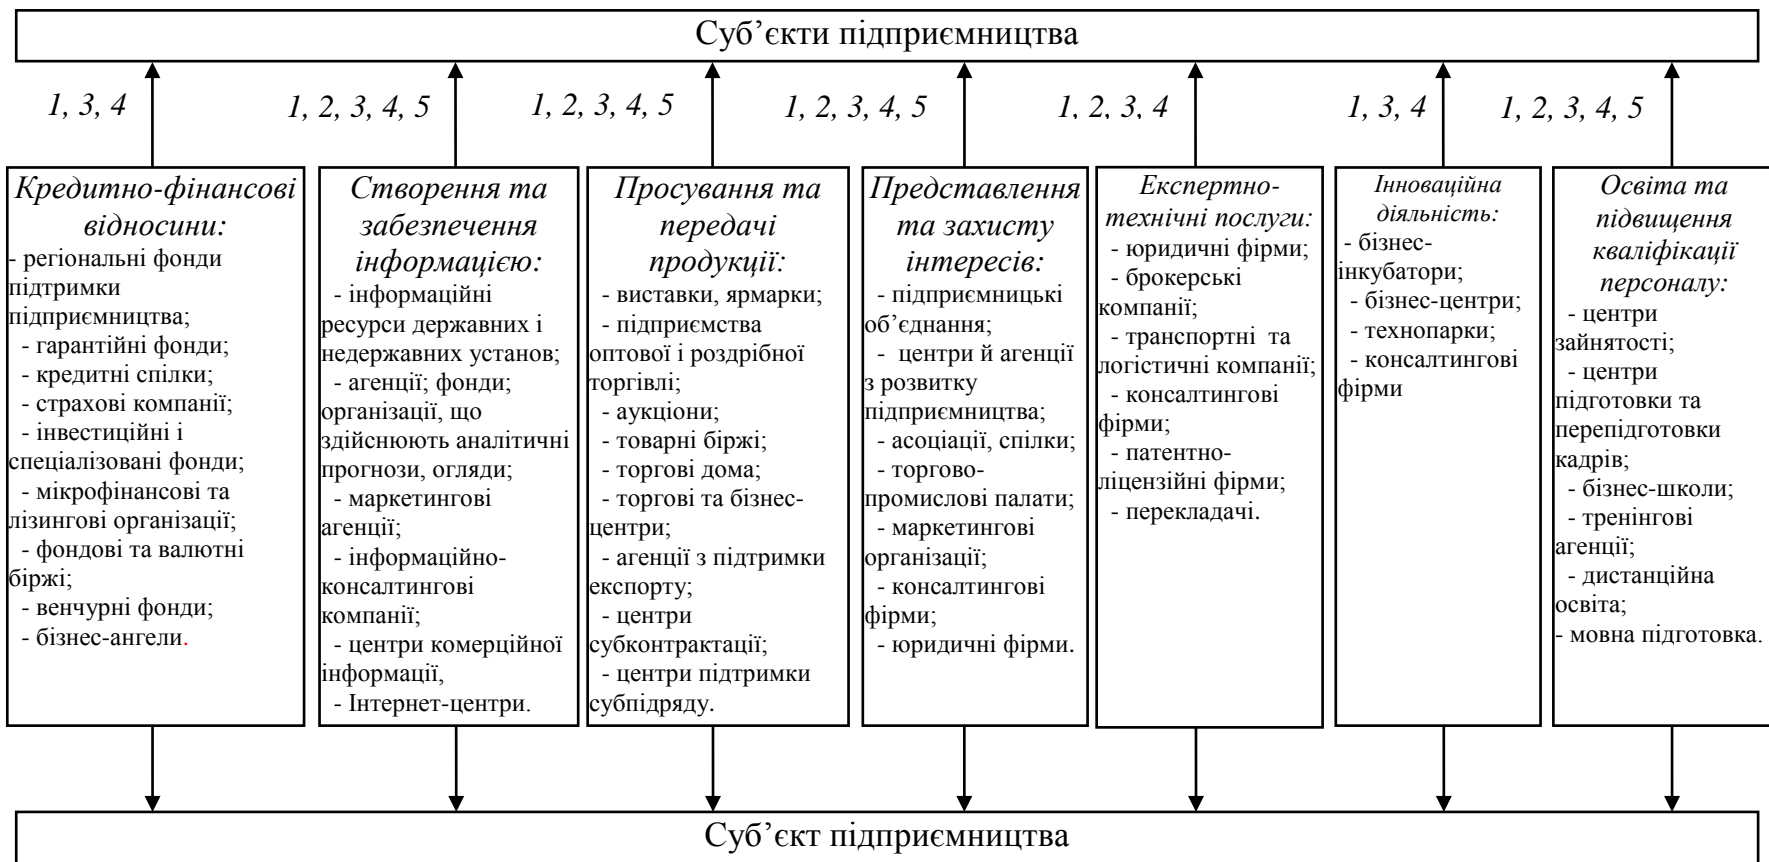 Суб’єкти підприємництва
1, 3, 4
1, 2, 3, 4, 5
1, 2, 3, 4, 5
1, 2, 3, 4, 5
1, 2, 3, 4
1, 3, 4
1, 2, 3, 4, 5
Кредитно-фінансові
відносини:
- регіональні фонди
підтримки
підприємництва;
- гарантійні фонди;
- кредитні спілки;
- страхові компанії;
- інвестиційні і
спеціалізовані фонди;
- мікрофінансові та
лізингові організації;
- фондові та валютні
біржі;
- венчурні фонди;
- бізнес-ангели.
Створення та
забезпечення
інформацією:
- інформаційні
ресурси державних і
недержавних установ;
- агенції; фонди;
організації, що
здійснюють аналітичні
прогнози, огляди;
- маркетингові
агенції;
- інформаційно-
консалтингові
компанії;
- центри комерційної
інформації,
- Інтернет-центри.
Просування та
передачі
продукції:
- виставки, ярмарки;
- підприємства
оптової і роздрібної
торгівлі;
- аукціони;
- товарні біржі;
- торгові дома;
- торгові та бізнес-
центри;
- агенції з підтримки
експорту;
- центри
субконтрактації;
- центри підтримки
субпідряду.
Представлення
та захисту
інтересів:
- підприємницькі
об’єднання;
- центри й агенції
з розвитку
підприємництва;
- асоціації, спілки;
- торгово-
промислові палати;
- маркетингові
організації;
- консалтингові
фірми;
- юридичні фірми.
Експертно-
технічні послуги:
- юридичні фірми;
- брокерські
компанії;
- транспортні та
логістичні компанії;
- консалтингові
фірми;
- патентно-
ліцензійні фірми;
- перекладачі.
Інноваційна
діяльність:
- бізнес-
інкубатори;
- бізнес-центри;
- технопарки;
- консалтингові
фірми
Освіта та
підвищення
кваліфікації
персоналу:
- центри
зайнятості;
- центри
підготовки та
перепідготовки
кадрів;
- бізнес-школи;
- тренінгові
агенції;
- дистанційна
освіта;
- мовна підготовка.
Суб’єкт підприємництва